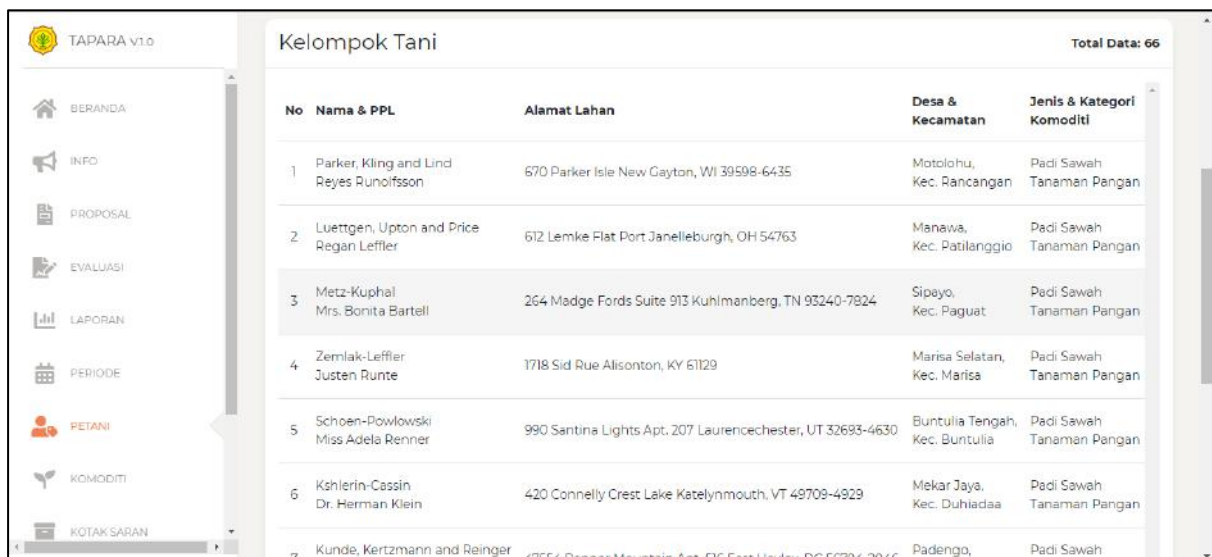 TAPARA v.1.0
BERANDA
INFO
PROPOSAL
EVALUASI
LAPORAN
PERIODE
PETANI
KOMODITI
KOTAK SARAN
Kelompok Tani
Total Data: 66
No Nama & PPL Alamat Lahan Desa & Kecamatan Jenis & Kategori Komoditi
1 Parker, Kling and Lind 670 Parker Isle New Gayton, WI 39598-6435 Motolohu, Padi Sawah
Reyes Runolfsson Kec. Rancangan Tanaman Pangan
2 Luettgen, Upton and Price 612 Lemke Flat Port Janelleburgh, OH 54763 Manawa, Padi Sawah
Regan Leffler Kec. Patilanggio Tanaman Pangan
3 Metz-Kuphal 264 Madge Fords Suite 913 Kuhlmanberg, TN 93240-7824 Sipayo, Padi Sawah
Mrs. Bonita Bartell Kec. Paguat Tanaman Pangan
4 Zemlak-Leffler 1718 Sid Rue Alisonton, KY 61129 Marisa Selatan, Padi Sawah
Justen Runte Kec. Marisa Tanaman Pangan
5 Schoen-Powlowski 990 Santina Lights Apt. 207 Laurencechester, UT 32693-4630 Buntulia Tengah, Padi Sawah
Miss Adela Renner Kec. Buntulia Tanaman Pangan
6 Kshlerin-Cassin 420 Connelly Crest Lake Katelynmouth, VT 49709-4929 Mekar Jaya, Padi Sawah
Dr. Herman Klein Kec. Duhiadaa Tanaman Pangan
Kunde, Kertzmann and Reinger Padengo, Padi Sawah